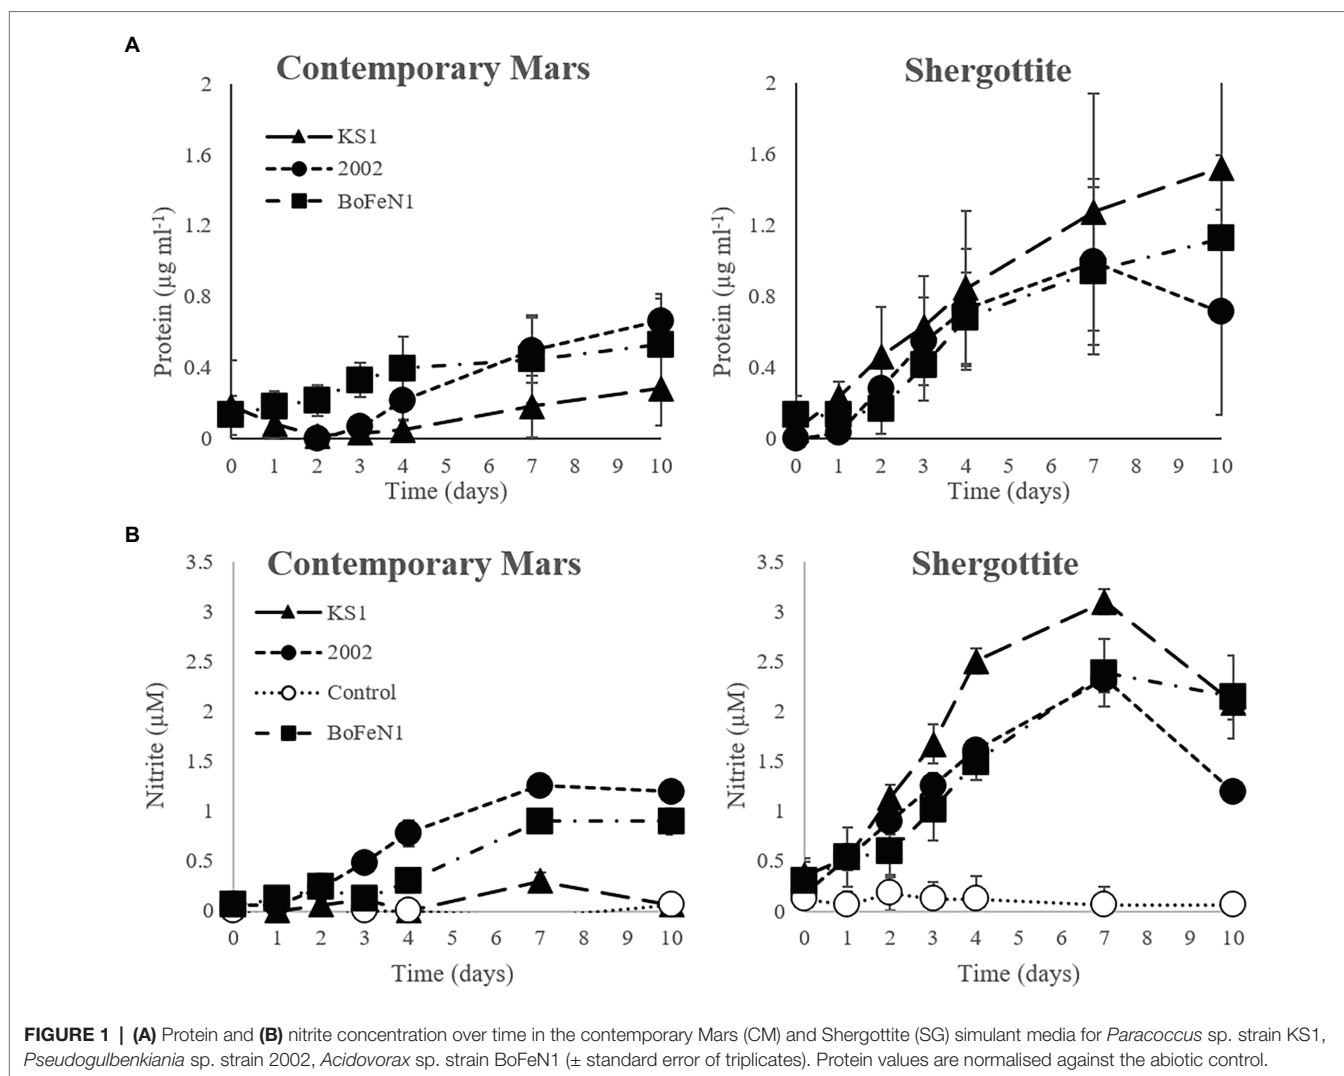 A
Contemporary Mars
Shergottite
2
1.6
1.2
0.8
0.4
0
Protein (µg ml-1)
KS1
2002
BoFeN1
0 1 2 3 4 5 6 7 8 9 10
Time (days)
2
1.6
1.2
0.8
0.4
0
Protein (µg ml-1)
0 1 2 3 4 5 6 7 8 9 10
Time (days)
B
Contemporary Mars
Shergottite
3.5
3
2.5
2
1.5
1
0.5
0
Nitrite (µM)
KS1
2002
Control
BoFeN1
0 1 2 3 4 5 6 7 8 9 10
Time (days)
3.5
3
2.5
2
1.5
1
0.5
0
Nitrite (µM)
0 1 2 3 4 5 6 7 8 9 10
Time (days)
FIGURE 1 | (A) Protein and (B) nitrite concentration over time in the contemporary Mars (CM) and Shergottite (SG) simulant media for Paracoccus sp. strain KS1,
Pseudogulbenkiania sp. strain 2002, Acidovorax sp. strain BoFeN1 (± standard error of triplicates). Protein values are normalised against the abiotic control.